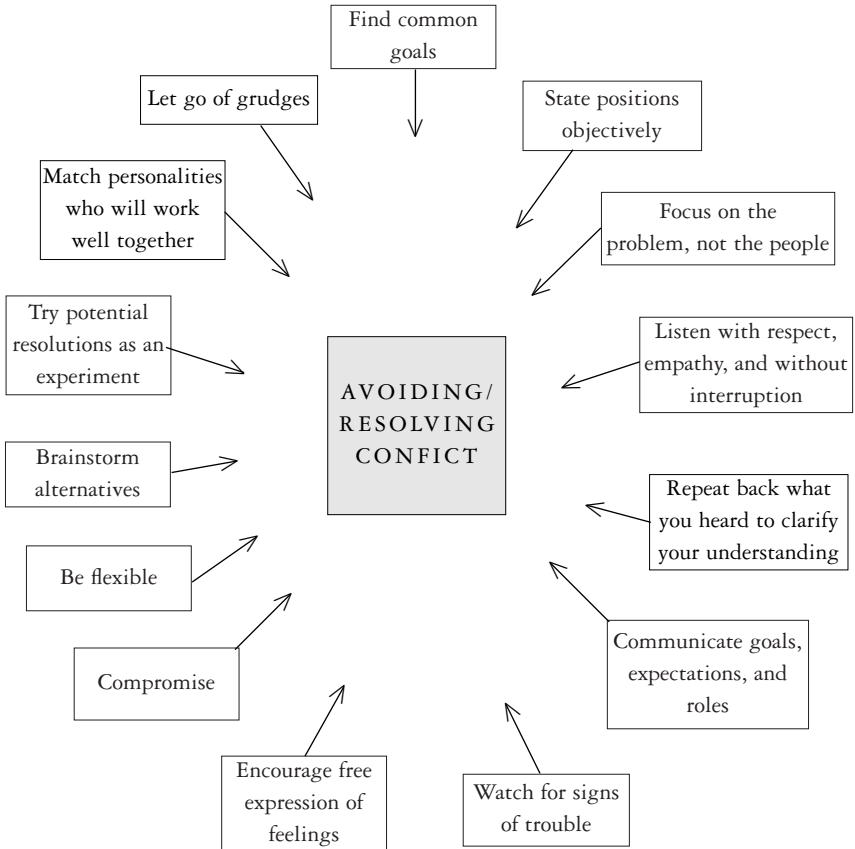 Find common
goals
State positions
objectively
Focus on the
problem, not the people
Listen with respect,
empathy, and without
interruption
Repeat back what
you heard to clarify
your understanding
Communicate goals,
expectations, and
roles
Watch for signs
of trouble
Encourage free
expression of
feelings
Compromise
Be flexible
Brainstorm
alternatives
Try potential
resolutions as an
experiment
Match personalities
who will work
well together
Let go of grudges
AVOIDING/
RESOLVING
CONFICT